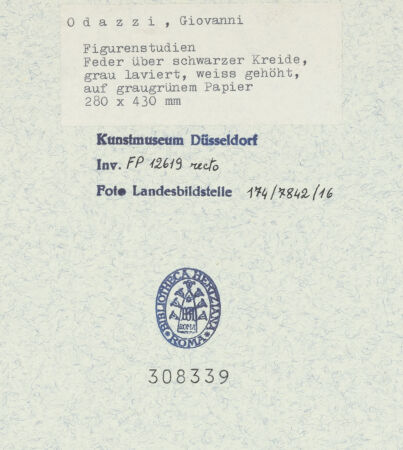 O d a z z i , Giovanni
Figurenstudien
Feder über schwarzer Kreide,
grau laviert, weiss gehöht,
auf graugrünem Papier
280 x 430 mm
Kunstmuseum Düsseldorf
Inv. FP 12619 recto
Foto Landesbildstelle 174/7842/16
BIBLIOTHECA HERTZIANA
ROMA
ROMA
308339